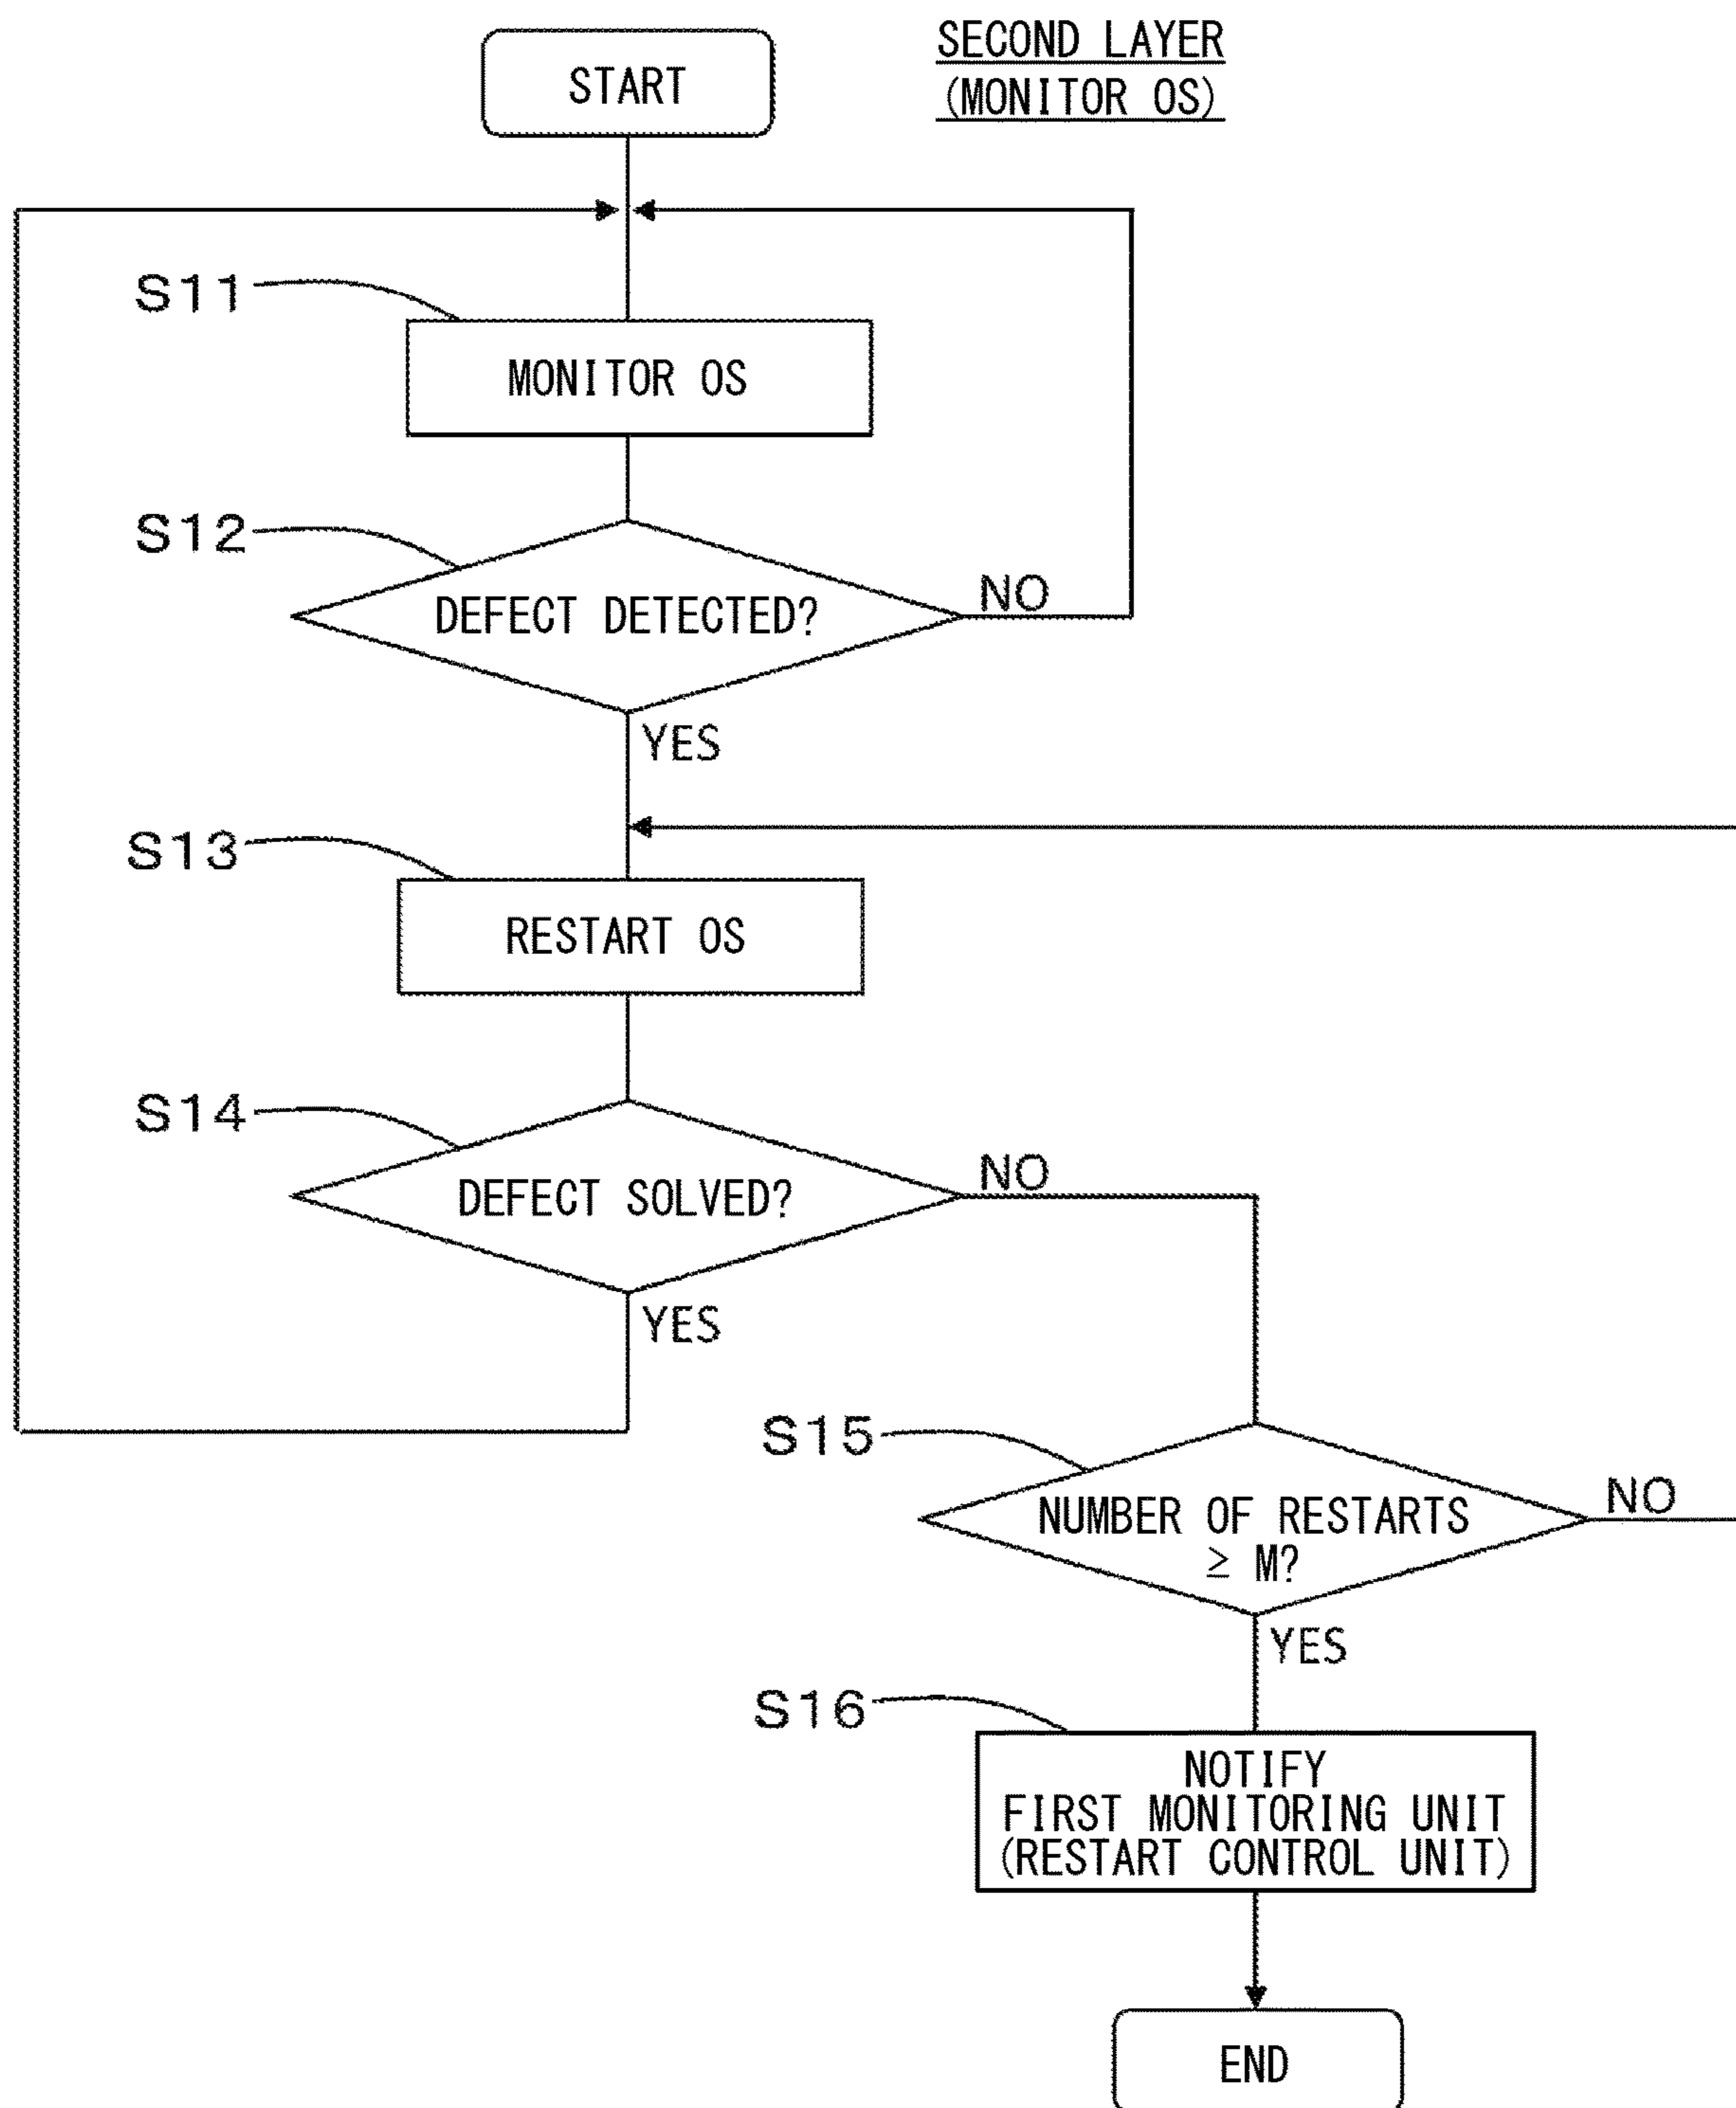 START
SECOND LAYER
(MONITOR OS)
S11
MONITOR OS
S12
DEFECT DETECTED?
NO
YES
S13
RESTART OS
S14
DEFECT SOLVED?
NO
YES
S15
NUMBER OF RESTARTS
≥ M?
NO
YES
S16
NOTIFY
FIRST MONITORING UNIT
(RESTART CONTROL UNIT)
END